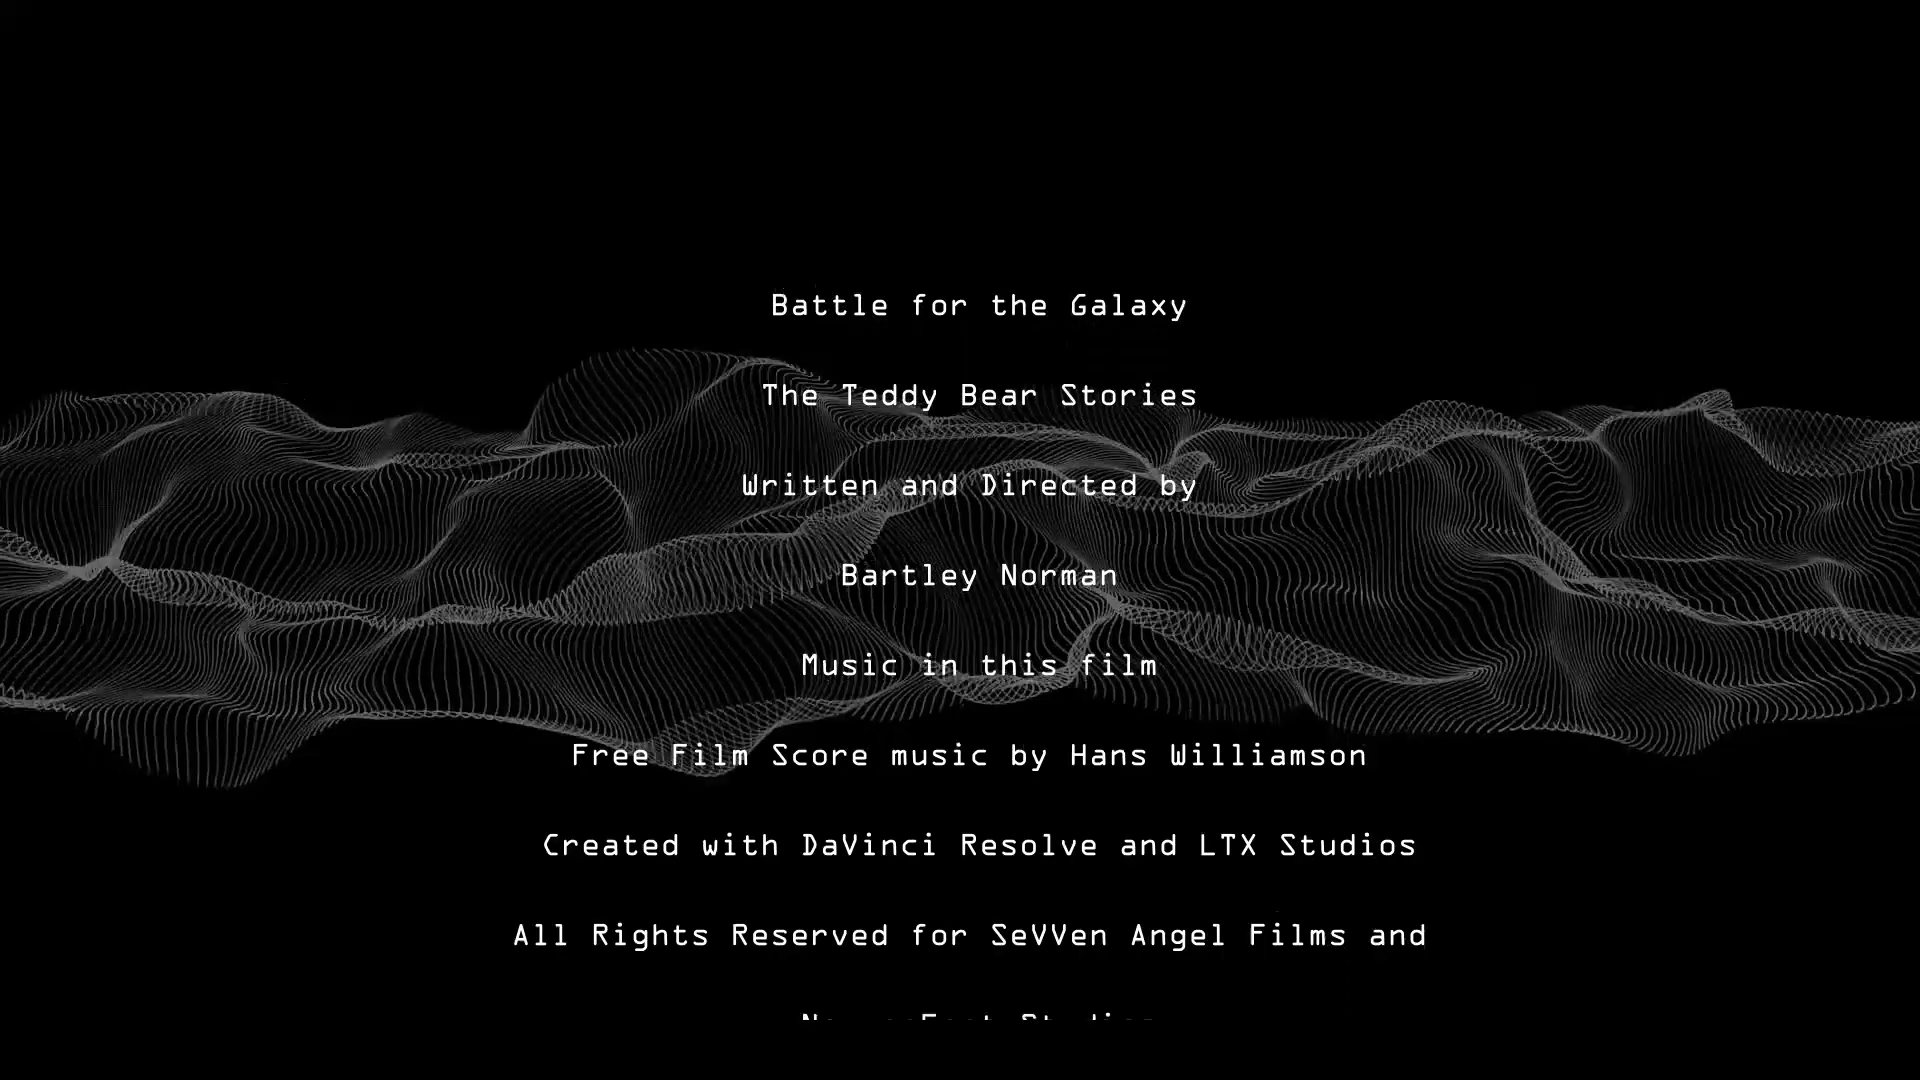 Battle for the Galaxy
The Teddy Bear Stories
Written and Directed by
Bartley Norman
Music in this film
Free Film Score music by Hans Williamson
Created with DaVinci Resolve and LTX Studios
All Rights Reserved for SeVVen Angel Films and
Studios